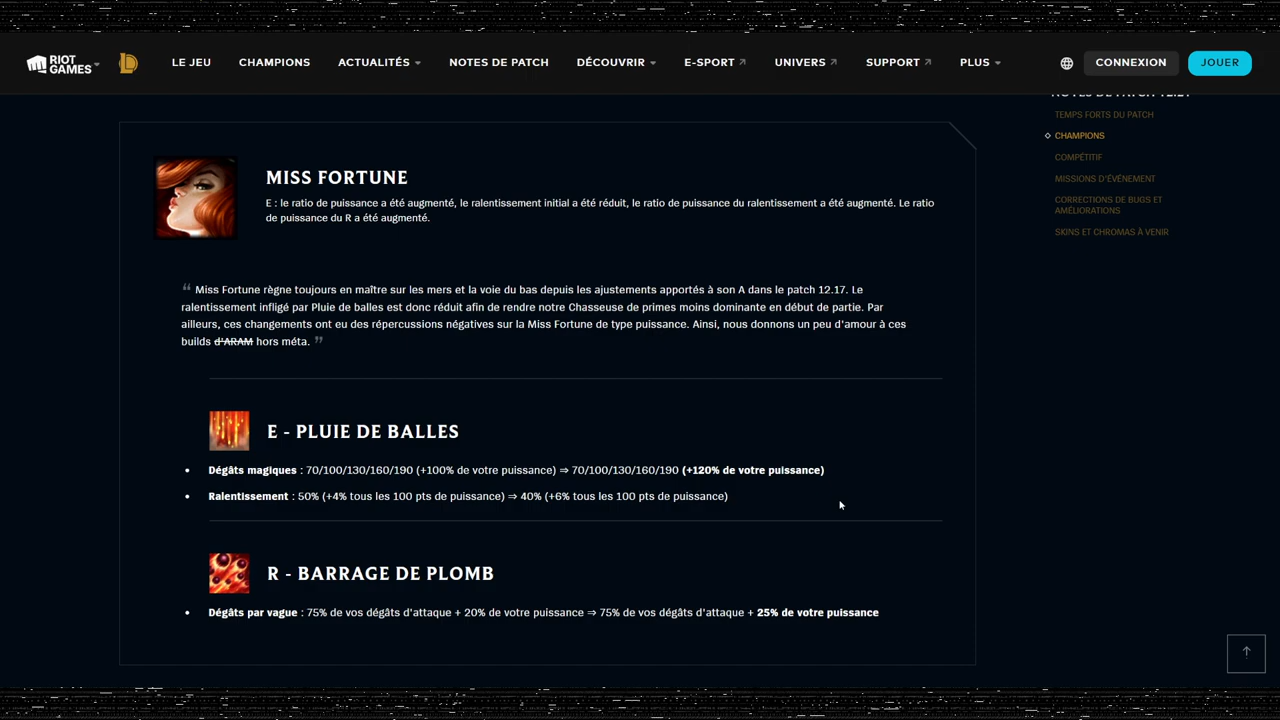 RIOT GAMES
LE JEU
CHAMPIONS
ACTUALITÉS
NOTES DE PATCH
DÉCOUVRIR
E-SPORT
UNIVERS
SUPPORT
PLUS
CONNEXION
JOUER
MISS FORTUNE
E : le ratio de puissance a été augmenté, le ralentissement initial a été réduit, le ratio de puissance du ralentissement a été augmenté. Le ratio
de puissance du R a été augmenté.
“ Miss Fortune règne toujours en maître sur les mers et la voie du bas depuis les ajustements apportés à son A dans le patch 12.17. Le
ralentissement infligé par Pluie de balles est donc réduit afin de rendre notre Chasseuse de primes moins dominante en début de partie. Par
ailleurs, ces changements ont eu des répercussions négatives sur la Miss Fortune de type puissance. Ainsi, nous donnons un peu d'amour à ces
builds d'ARAM hors méta. ”
E - PLUIE DE BALLES
• Dégâts magiques : 70/100/130/160/190 (+100% de votre puissance) ⇒ 70/100/130/160/190 (+120% de votre puissance)
• Ralentissement : 50% (+4% tous les 100 pts de puissance) ⇒ 40% (+6% tous les 100 pts de puissance)
R - BARRAGE DE PLOMB
• Dégâts par vague : 75% de vos dégâts d'attaque + 20% de votre puissance ⇒ 75% de vos dégâts d'attaque + 25% de votre puissance
NOTES DE PATCH 12.21
TEMPS FORTS DU PATCH
CHAMPIONS
COMPÉTITIF
MISSIONS D'ÉVÉNEMENT
CORRECTIONS DE BUGS ET
AMÉLIORATIONS
SKINS ET CHROMAS À VENIR